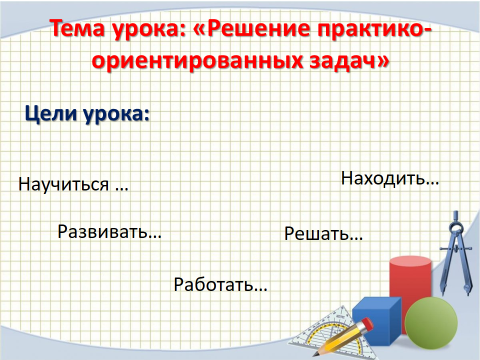 Тема урока: «Решение практико-
ориентированных задач»
Цели урока:
Научиться ...
Находить...
Развивать...
Решать...
Работать...